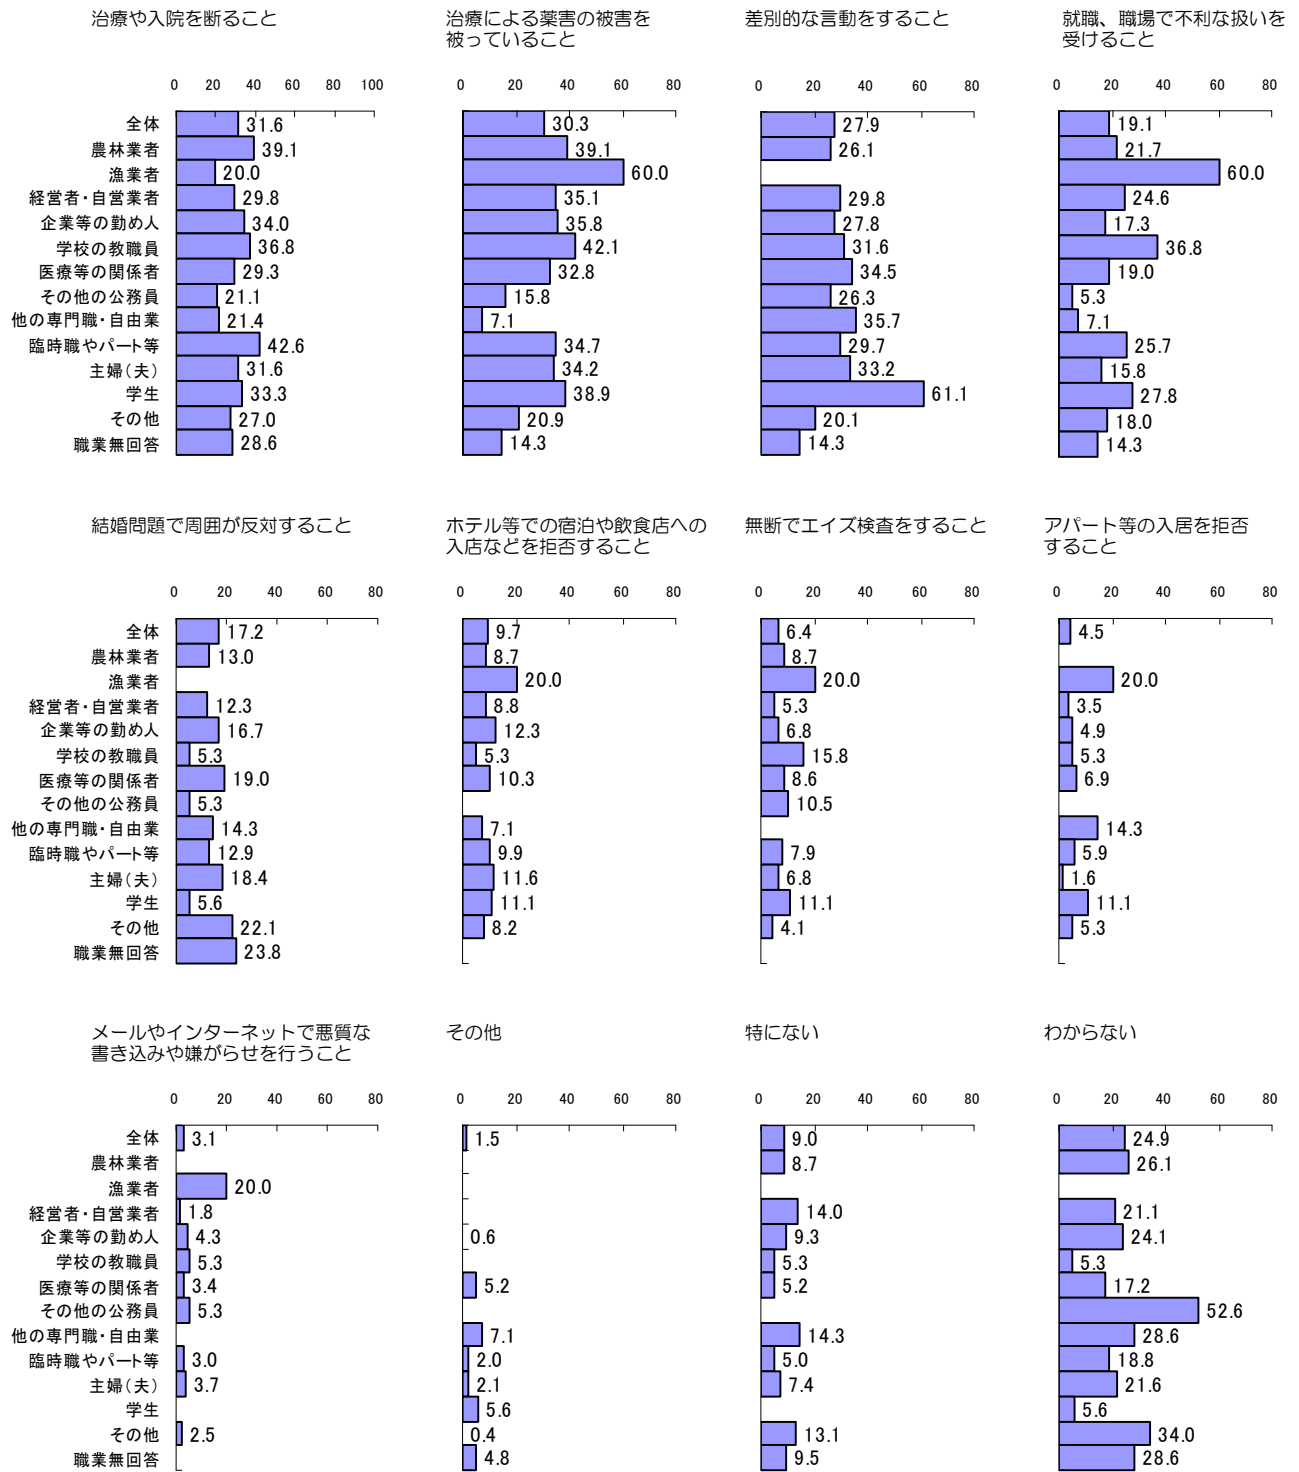 治療や入院を断ること
0 20 40 60 80 100
全体 31.6
農林業者 39.1
漁業者 20.0
経営者・自営業者 29.8
企業等の勤め人 34.0
学校の教職員 36.8
医療等の関係者 29.3
その他の公務員 21.1
他の専門職・自由業 21.4
臨時職やパート等 42.6
主婦（夫） 31.6
学生 33.3
その他 27.0
職業無回答 28.6
治療による薬害の被害を
被っていること
0 20 40 60 80
30.3
39.1
60.0
35.1
35.8
42.1
32.8
15.8
7.1
34.7
34.2
38.9
20.9
14.3
差別的な言動をすること
0 20 40 60 80
27.9
26.1
29.8
27.8
31.6
34.5
26.3
35.7
29.7
33.2
61.1
20.1
14.3
就職、職場で不利な扱いを
受けること
0 20 40 60 80
19.1
21.7
60.0
24.6
17.3
36.8
19.0
5.3
7.1
25.7
15.8
27.8
18.0
14.3
結婚問題で周囲が反対すること
0 20 40 60 80
全体 17.2
農林業者 13.0
漁業者
経営者・自営業者 12.3
企業等の勤め人 16.7
学校の教職員 5.3
医療等の関係者 19.0
その他の公務員 5.3
他の専門職・自由業 14.3
臨時職やパート等 12.9
主婦（夫） 18.4
学生 5.6
その他 22.1
職業無回答 23.8
ホテル等での宿泊や飲食店への
入店などを拒否すること
0 20 40 60 80
9.7
8.7
20.0
8.8
12.3
5.3
10.3
7.1
9.9
11.6
11.1
8.2
無断でエイズ検査をすること
0 20 40 60 80
6.4
8.7
20.0
5.3
6.8
15.8
8.6
10.5
7.9
6.8
11.1
4.1
アパート等の入居を拒否
すること
0 20 40 60 80
4.5
20.0
3.5
4.9
5.3
6.9
14.3
5.9
1.6
11.1
5.3
メールやインターネットで悪質な
書き込みや嫌がらせを行うこと
0 20 40 60 80
全体 3.1
農林業者
漁業者 20.0
経営者・自営業者 1.8
企業等の勤め人 4.3
学校の教職員 5.3
医療等の関係者 3.4
その他の公務員 5.3
他の専門職・自由業
臨時職やパート等 3.0
主婦（夫） 3.7
学生
その他 2.5
職業無回答
その他
0 20 40 60 80
1.5
0.6
5.2
7.1
2.0
2.1
5.6
0.4
4.8
特にない
0 20 40 60 80
9.0
8.7
14.0
9.3
5.3
5.2
14.3
5.0
7.4
13.1
9.5
わからない
0 20 40 60 80
24.9
26.1
21.1
24.1
5.3
17.2
52.6
28.6
18.8
21.6
5.6
34.0
28.6